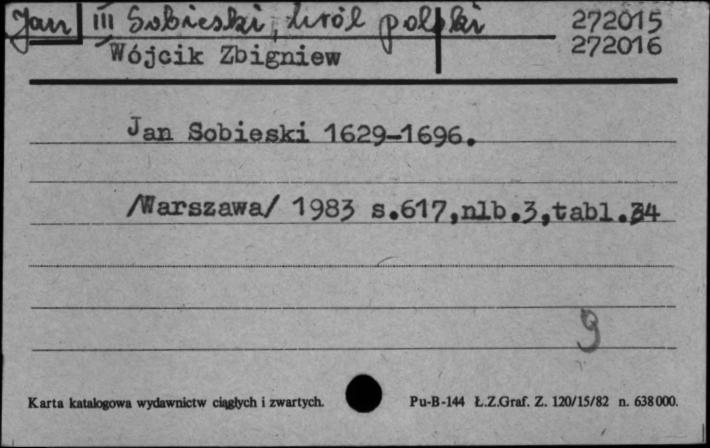 Jan III Sobieski, król polski 272015
272016
Wójcik Zbigniew
Jan Sobieski 1629-1696.
/Warszawa/ 1983 s.617,nlb.3,tabl.34
9
Karta katalogowa wydawnictw ciągłych i zwartych. Pu-B-144 Ł.Z.Graf. Z. 120/15/82 n. 638000.